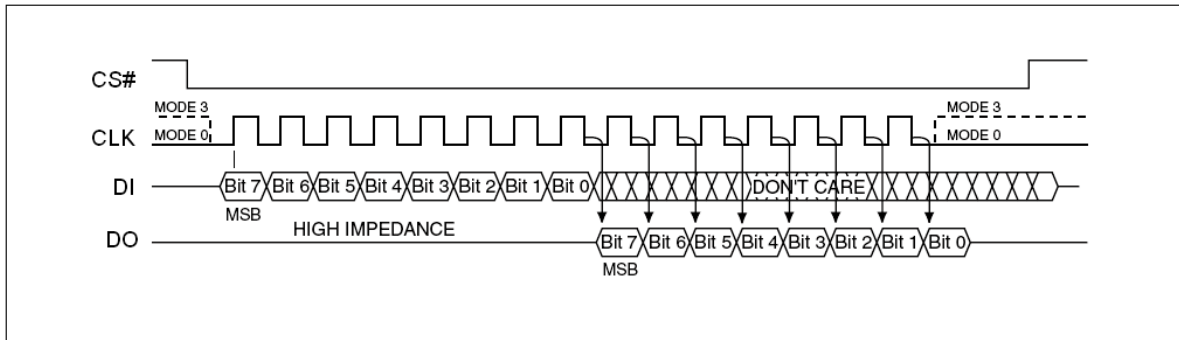 CS#
MODE 3
MODE 3
CLK
MODE 0
MODE 0
DI
Bit 7 Bit 6 Bit 5 Bit 4 Bit 3 Bit 2 Bit 1 Bit 0
DON'T CARE
MSB
HIGH IMPEDANCE
DO
Bit 7 Bit 6 Bit 5 Bit 4 Bit 3 Bit 2 Bit 1 Bit 0
MSB